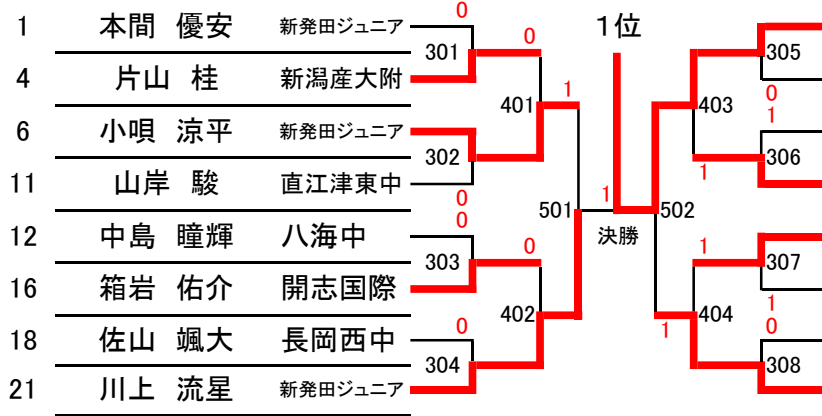 1 本間 優安 新発田ジュニア
4 片山 桂 新潟産大附
6 小唄 涼平 新発田ジュニア
11 山岸 駿 直江津東中
12 中島 瞳輝 八海中
16 箱岩 佑介 開志国際
18 佐山 颯大 長岡西中
21 川上 流星 新発田ジュニア
0
301
0
401
1
302
0
0
303
0
402
0
304
501
1位
1
決勝
502
305
0
403
1
306
1
1
307
1
404
0
1
308